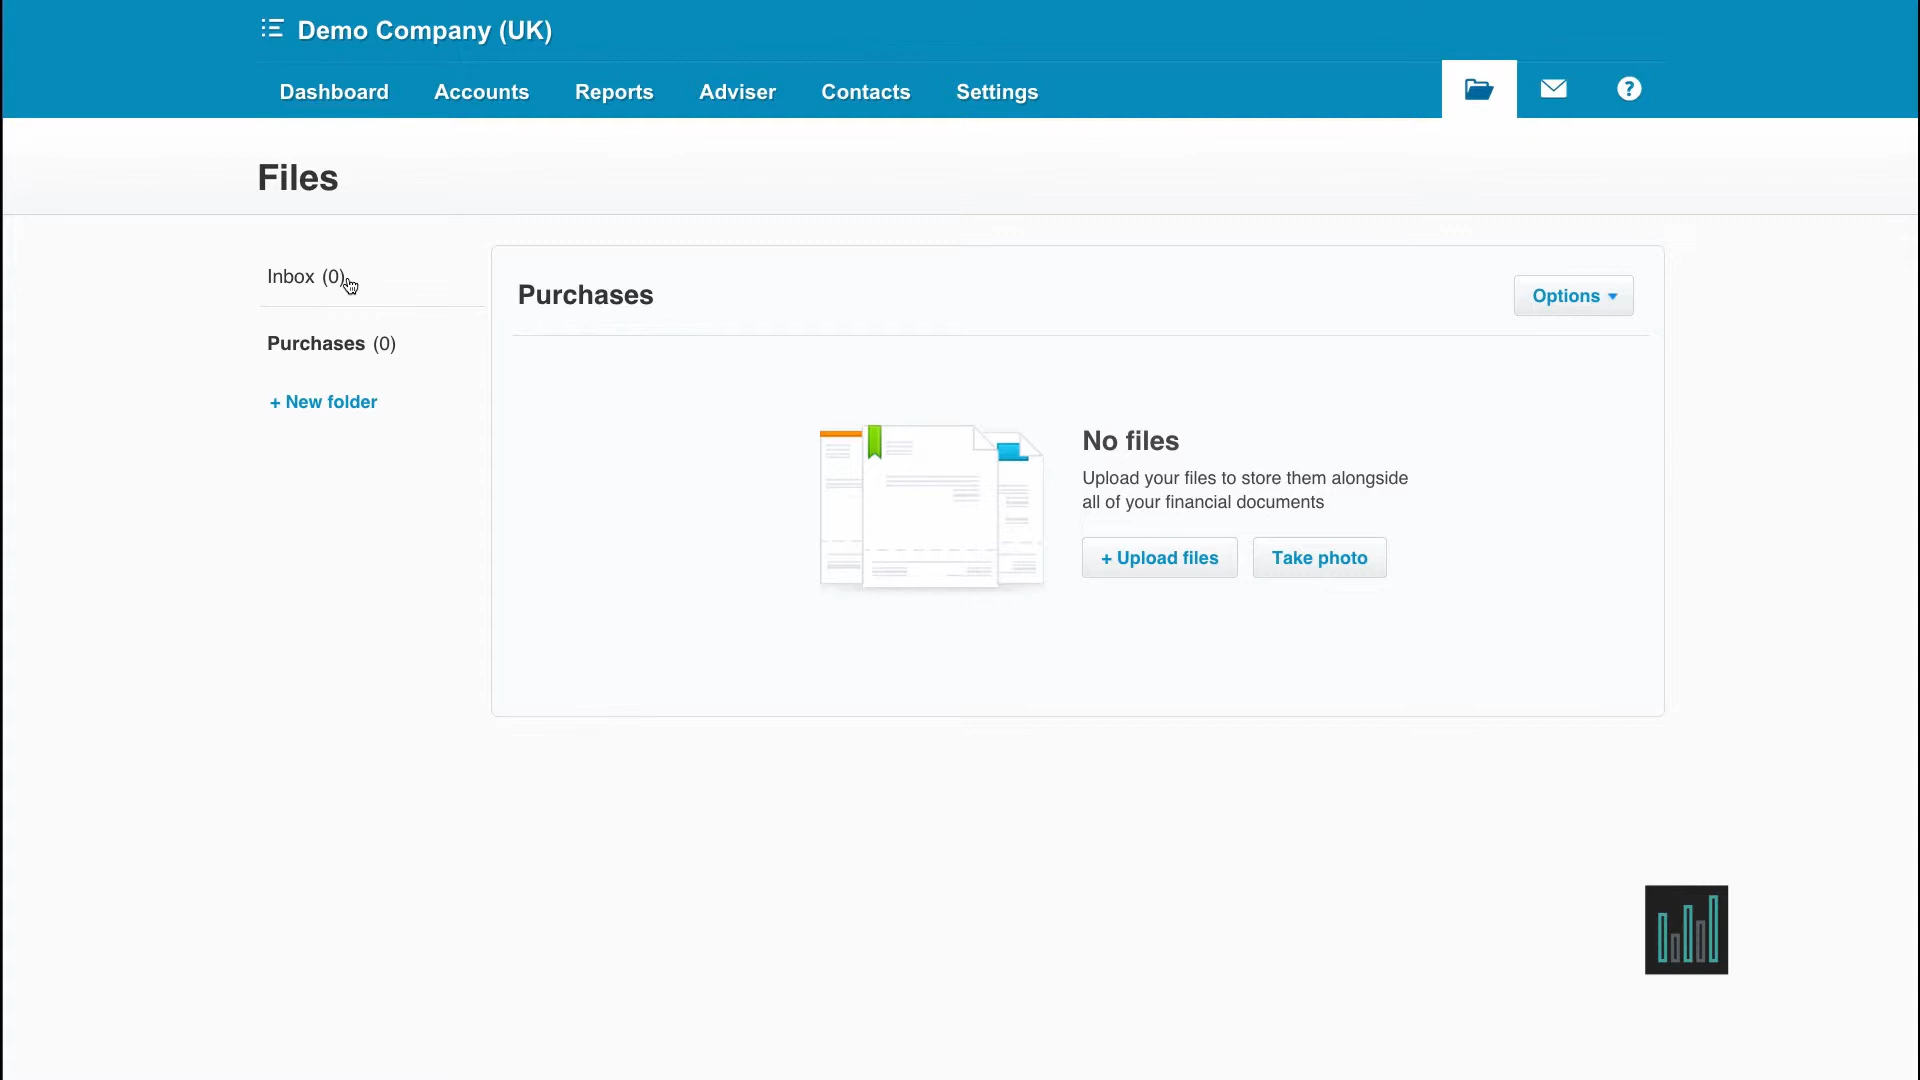 Demo Company (UK)
Dashboard Accounts Reports Adviser Contacts Settings ?
Files
Inbox (0)
Purchases (0)
+ New folder
Purchases
Options
No files
Upload your files to store them alongside
all of your financial documents
+ Upload files Take photo